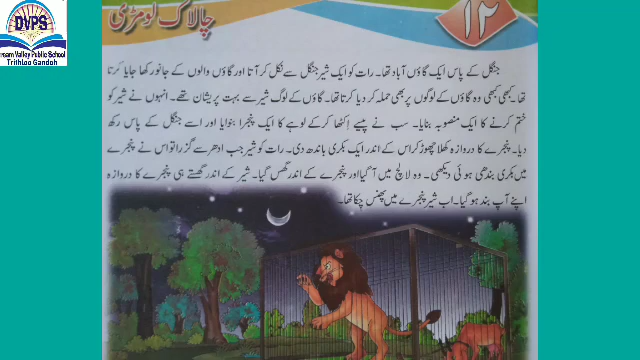 DVPS
Dream Valley Public School
Trithloo Gandoh
۱۲
چالاک لومڑی
جنگل کے پاس ایک گاؤں آباد تھا۔ رات کو ایک شیر جنگل سے نکل کر آتا اور گاؤں والوں کے جانور کھا جایا کرتا
تھا۔ کبھی کبھی وہ گاؤں کے لوگوں پر بھی حملہ کر دیا کرتا تھا۔ گاؤں کے لوگ شیر سے بہت پریشان تھے۔ انہوں نے شیر کو
ختم کرنے کا ایک منصوبہ بنایا۔ سب نے پیسے اِکٹھا کر کے لوہے کا ایک پنجرا بنوایا اور اسے جنگل کے پاس رکھ
دیا۔ پنجرے کا دروازہ کھلا چھوڑ کر اس کے اندر ایک بکری باندھ دی۔ رات کو شیر جب ادھر سے گزرا تو اس نے پنجرے
میں بکری بندھی ہوئی دیکھی۔ وہ لالچ میں آگیا اور پنجرے کے اندر گھس گیا۔ شیر کے اندر گھستے ہی پنجرے کا دروازہ
اپنے آپ بند ہو گیا۔ اب شیر پنجرے میں پھنس چکا تھا۔